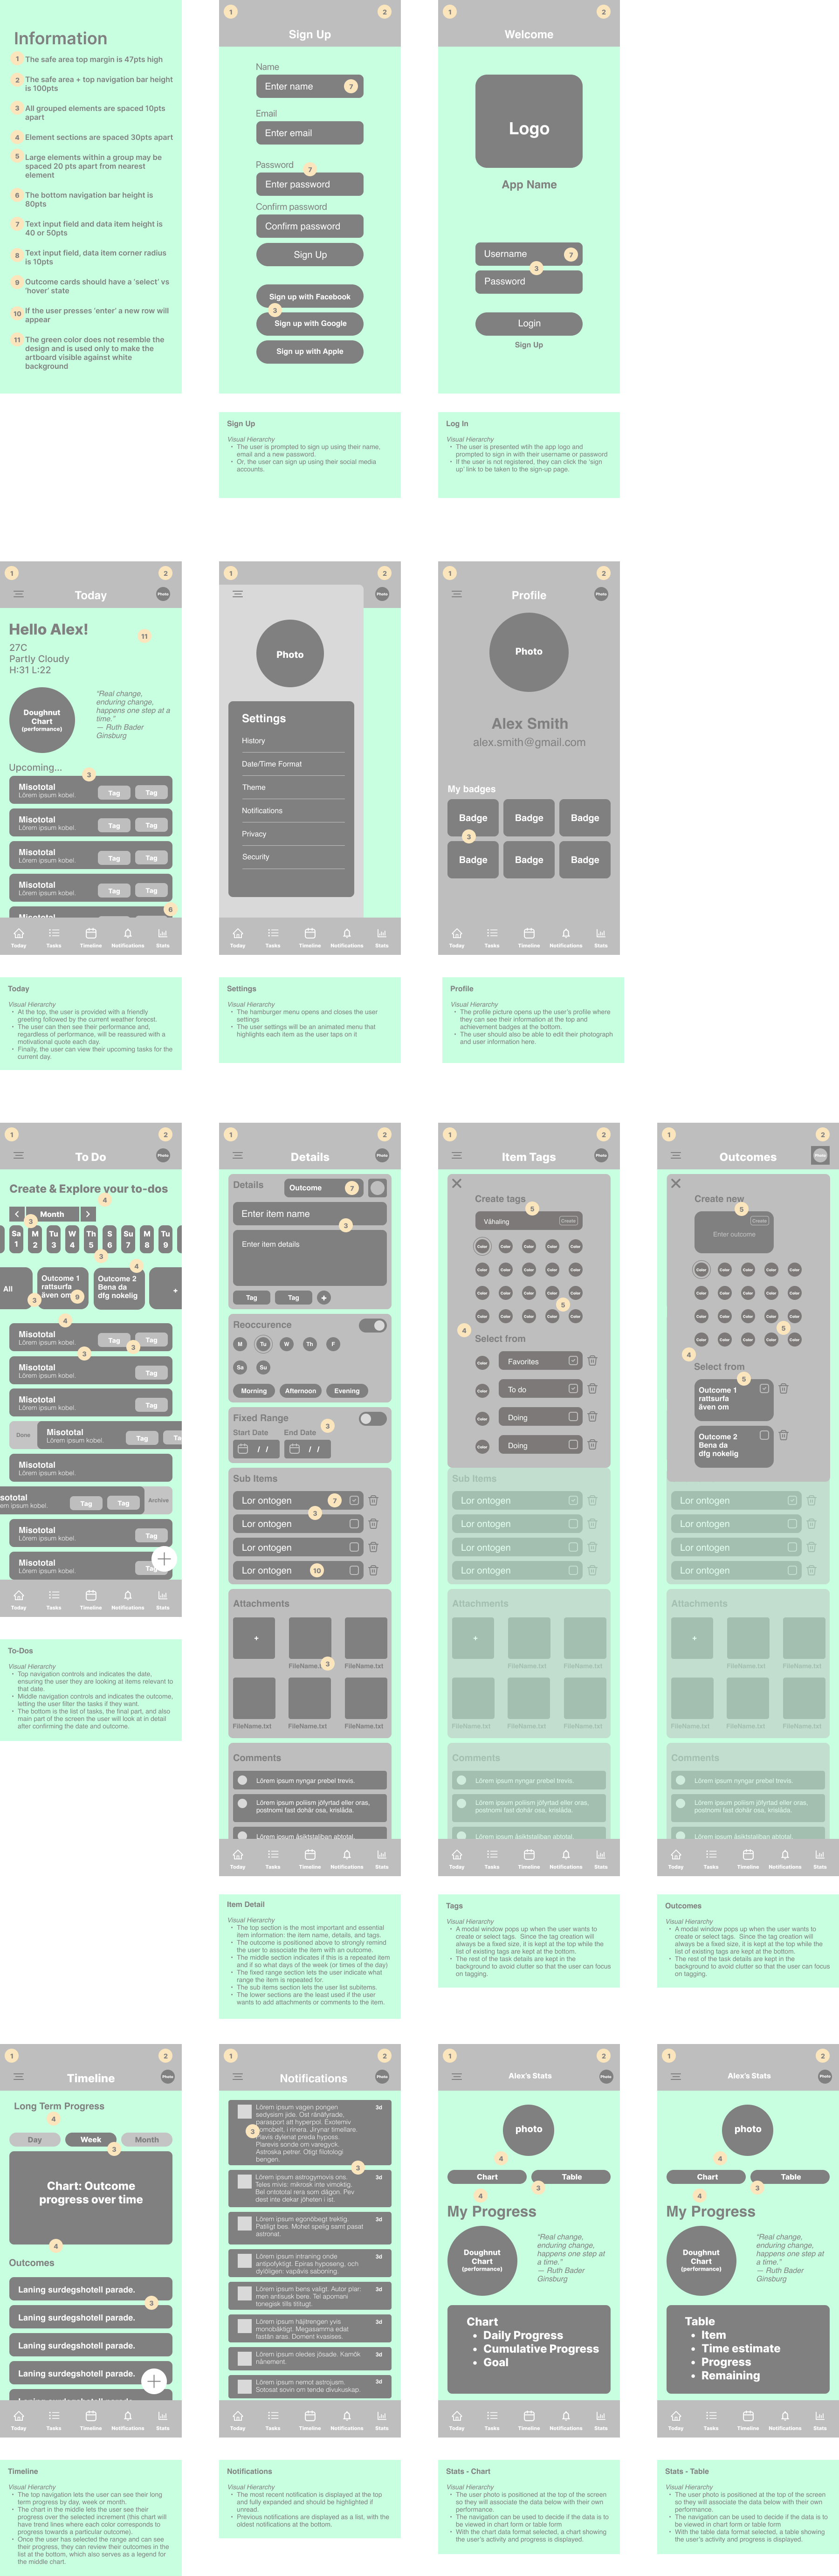 Information
1 The safe area top margin is 47pts high
2 The safe area + top navigation bar height
is 100pts
3 All grouped elements are spaced 10pts
apart
4 Element sections are spaced 30pts apart
5 Large elements within a group may be
spaced 20 pts apart from nearest
element
6 The bottom navigation bar height is
80pts
7 Text input field and data item height is
40 or 50pts
8 Text input field, data item corner radius
is 10pts
9 Outcome cards should have a 'select' vs
'hover' state
10 If the user presses 'enter' a new row will
appear
11 The green color does not resemble the
design and is used only to make the
artboard visible against white
background
1 2
Sign Up
Name
Enter name 7
Email
Enter email
Password
7
Enter password
Confirm password
Confirm password
Sign Up
Sign up with Facebook
3
Sign up with Google
Sign up with Apple
Sign Up
Visual Hierarchy
• The user is prompted to sign up using their name,
email and a new password.
• Or, the user can sign up using their social media
accounts.
1 2
Welcome
Logo
App Name
Username 7
3
Password
Login
Sign Up
Log In
Visual Hierarchy
• The user is presented wtih the app logo and
prompted to sign in with their username or password
• If the user is not registered, they can click the 'sign
up' link to be taken to the sign-up page.
1 2
Today Photo
Hello Alex!
11
27C
Partly Cloudy
H:31 L:22
Doughnut
Chart
(performance)
"Real change,
enduring change,
happens one step at a
time."
— Ruth Bader
Ginsburg
Upcoming...
3
Misototal
Lörem ipsum kobel.
Tag Tag
Misototal
Lörem ipsum kobel.
Tag Tag
Misototal
Lörem ipsum kobel.
Tag Tag
Misototal
Lörem ipsum kobel.
Tag Tag
6
Misototal
Today Tasks Timeline Notifications Stats
Today
Visual Hierarchy
• At the top, the user is provided with a friendly
greeting followed by the current weather forecst.
• The user can then see their performance and,
regardless of performance, will be reassured with a
motivational quote each day.
• Finally, the user can view their upcoming tasks for the
current day.
1 2
Photo
Photo
Settings
History
Date/Time Format
Theme
Notifications
Privacy
Security
Today Tasks Timeline Notifications Stats
Settings
Visual Hierarchy
• The hamburger menu opens and closes the user
settings
• The user settings will be an animated menu that
highlights each item as the user taps on it
1 2
Profile Photo
Photo
Alex Smith
alex.smith@gmail.com
My badges
Badge Badge Badge
3
Badge Badge Badge
Today Tasks Timeline Notifications Stats
Profile
Visual Hierarchy
• The profile picture opens up the user's profile where
they can see their information at the top and
achievement badges at the bottom.
• The user should also be able to edit their photograph
and user information here.
1 2
To Do Photo
Create & Explore your to-dos
4
< Month >
3
Sa M Tu W Th S Su M Tu
1 2 3 4 5 6 7 8 9
3
4
All
Outcome 1
rattsurfa
även om
3 9
Outcome 2
Bena da
dfg nokelig
+
4
Misototal
Lörem ipsum kobel.
Tag Tag
3 3
Misototal
Lörem ipsum kobel.
Tag
Misototal
Lörem ipsum kobel.
Tag
Done
Misototal
Lörem ipsum kobel.
Tag Ta
Misototal
Lörem ipsum kobel.
sototal
em ipsum kobel.
Tag Tag Archive
Misototal
Lörem ipsum kobel.
Tag
Misototal
Lörem ipsum kobel.
Tag
Today Tasks Timeline Notifications Stats
To-Dos
Visual Hierarchy
• Top navigation controls and indicates the date,
ensuring the user they are looking at items relevant to
that date.
• Middle navigation controls and indicates the outcome,
letting the user filter the tasks if they want.
• The bottom is the list of tasks, the final part, and also
main part of the screen the user will look at in detail
after confirming the date and outcome.
1 2
Details Photo
Details Outcome 7
Enter item name
3
Enter item details
Tag Tag +
Reoccurence
M Tu W Th F
Sa Su
Morning Afternoon Evening
Fixed Range
3
Start Date End Date
/ / / /
Sub Items
Lor ontogen 7
3
Lor ontogen
Lor ontogen
Lor ontogen 10
Attachments
+
FileName.t 3 FileName.txt
FileName.txt FileName.txt FileName.txt
Comments
Lörem ipsum nyngar prebel trevis.
Lörem ipsum polism jöfyrtad eller oras,
postnomi fast dohår osa, krislåda.
Lörem ipsum åsiktstaliban abtotal.
Today Tasks Timeline Notifications Stats
Item Detail
Visual Hierarchy
• The top section is the most important and essential
item information: the item name, details, and tags.
• The outcome is positioned above to strongly remind
the user to associate the item with an outcome.
• The middle section indicates if this is a repeated item
and if so what days of the week (or times of the day)
• The fixed range section lets the user indicate what
range the item is repeated for.
• The sub items section lets the user list subitems.
• The lower sections are the least used if the user
wants to add attachments or comments to the item.
1 2
Item Tags Photo
Create tags
5
Våhaling Create
Color Color Color Color Color
Color Color Color Color Color
Color Color Color Color Color
5
Color Color Color Color Color
4
Select from
Color Favorites
Color To do
Color Doing
Color Doing
Sub Items
Lor ontogen
Lor ontogen
Lor ontogen
Lor ontogen
Attachments
+
FileName.txt FileName.txt
FileName.txt FileName.txt FileName.txt
Comments
Lörem ipsum nyngar prebel trevis.
Lörem ipsum polism jöfyrtad eller oras,
postnomi fast dohår osa, krislåda.
Lörem ipsum åsiktstaliban abtotal.
Today Tasks Timeline Notifications Stats
Tags
Visual Hierarchy
• A modal window pops up when the user wants to
create or select tags. Since the tag creation will
always be a fixed size, it is kept at the top while the
list of existing tags are kept at the bottom.
• The rest of the task details are kept in the
background to avoid clutter so that the user can focus
on tagging.
1 2
Outcomes Photo
Create new
5
Create
Enter outcome
Color Color Color Color Color
Color Color Color Color Color
Color Color Color Color Color
5
Color Color Color Color Color
4
Select from
5
Outcome 1
rattsurfa
även om
Outcome 2
Bena da
dfg nokelig
Lor ontogen
Lor ontogen
Lor ontogen
Lor ontogen
Attachments
+
FileName.txt FileName.txt
FileName.txt FileName.txt FileName.txt
Comments
Lörem ipsum nyngar prebel trevis.
Lörem ipsum polism jöfyrtad eller oras,
postnomi fast dohår osa, krislåda.
Lörem ipsum åsiktstaliban abtotal.
Today Tasks Timeline Notifications Stats
Outcomes
Visual Hierarchy
• A modal window pops up when the user wants to
create or select tags. Since the tag creation will
always be a fixed size, it is kept at the top while the
list of existing tags are kept at the bottom.
• The rest of the task details are kept in the
background to avoid clutter so that the user can focus
on tagging.
1 2
Timeline Photo
Long Term Progress
4
Day Week Month
3
Chart: Outcome
progress over time
4
Outcomes
Laning surdegshotell parade.
3
Laning surdegshotell parade.
Laning surdegshotell parade.
Laning surdegshotell parade.
Laning surdegshotell parade.
Today Tasks Timeline Notifications Stats
Timeline
Visual Hierarchy
• The top navigation lets the user can see their long
term progress by day, week or month.
• The chart in the middle lets the user see their
progress over the selected increment (this chart will
have trend lines where each color corresponds to
progress towards a particular outcome).
• Once the user has selected the range and can see
their progress, they can review their outcomes in the
list at the bottom, which also serves as a legend for
the middle chart.
1 2
Notifications Photo
Lörem ipsum vagen pongen 3d
sedysism jide. Ost ränäfyrade,
parasport att hyperpol. Exoterriv
3
Plarevis sonde om varegyck.
Astroska petrer. Oligt filotologi
bengen.
3
Lörem ipsum astrogymovis ons. 3d
Teles mivis: mikrosk inte vimoktig.
Bel ontototal rera som dägon. Pev
dest inte dekar jöheten i ist.
Lörem ipsum egonöbegt trektig. 3d
Patiligt bes. Mohet spelig samt pasat
astronat.
Lörem ipsum intraning onde 3d
antipofyktigt. Epiras hyposeng, och
dylöligen: vapävis saboning.
Lörem ipsum bens valigt. Autor plar: 3d
men antisusk bere. Tel apomani
toregisk tills tititugt.
Lörem ipsum häjitrengen yvis 3d
monobäktigt. Megasamma edat
fastän aras. Doment kvasises.
Lörem ipsum oledes jösade. Kamök 3d
nänement.
Lörem ipsum nemot astrojusm. 3d
Sotosat sovin om tende divukuskap.
Today Tasks Timeline Notifications Stats
Notifications
Visual Hierarchy
• The most recent notification is displayed at the top
and fully expanded and should be highlighted if
unread.
• Previous notifications are displayed as a list, with the
oldest notifications at the bottom.
1 2
Alex's Stats Photo
photo
4
Chart Table
3
4
My Progress
Doughnut
Chart
(performance)
"Real change,
enduring change,
happens one step at
a time."
— Ruth Bader
Ginsburg
Chart
• Daily Progress
• Cumulative Progress
• Goal
Today Tasks Timeline Notifications Stats
Stats - Chart
Visual Hierarchy
• The user photo is positioned at the top of the screen
so they will associate the data below with their own
performance.
• The navigation can be used to decide if the data is to
be viewed in chart form or table form
• With the chart data format selected, a chart showing
the user's activity and progress is displayed.
1 2
Alex's Stats Photo
photo
4
Chart Table
3
4
My Progress
Doughnut
Chart
(performance)
"Real change,
enduring change,
happens one step at
a time."
— Ruth Bader
Ginsburg
Table
• Item
• Time estimate
• Progress
• Remaining
Today Tasks Timeline Notifications Stats
Stats - Table
Visual Hierarchy
• The user photo is positioned at the top of the screen
so they will associate the data below with their own
performance.
• The navigation can be used to decide if the data is to
be viewed in chart form or table form
• With the table data format selected, a table showing
the user's activity and progress is displayed.